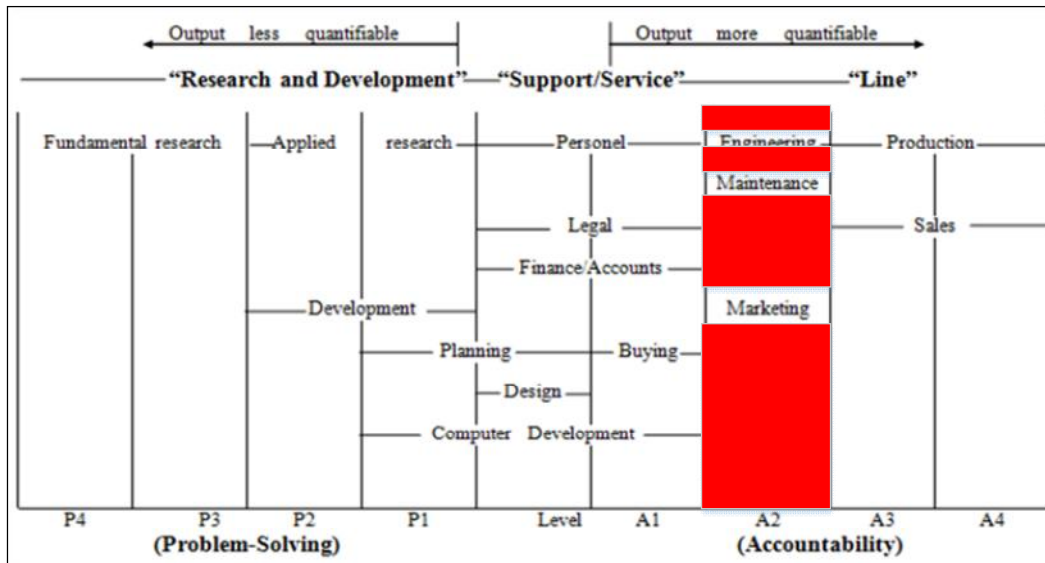 Output less quantifiable Output more quantifiable
“Research and Development” “Support/Service” “Line”
Fundamental research Applied research Personel Engineering Production
Maintenance
Legal Sales
Finance/Accounts
Development Marketing
Planning Buying
Design
Computer Development
P4 P3 P2 P1 Level A1 A2 A3 A4
(Problem-Solving) (Accountability)